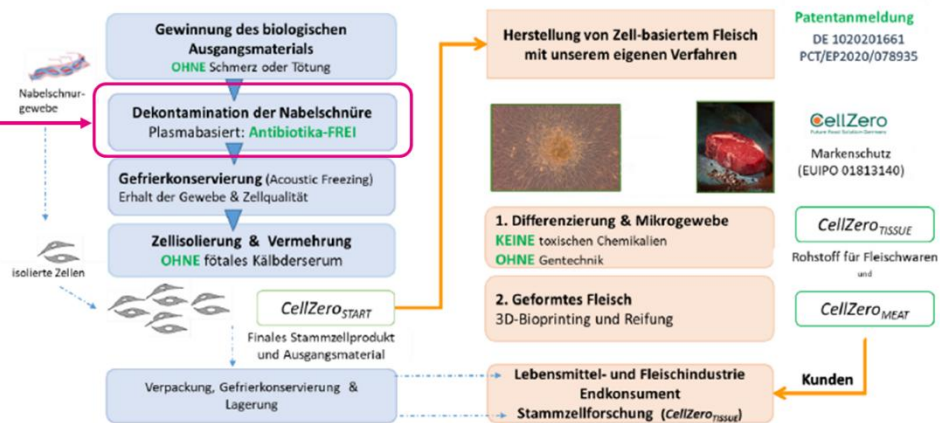 Gewinnung des biologischen
Ausgangsmaterials
OHNE Schmerz oder Tötung
Nabelschnur-
gewebe
Dekontamination der Nabelschnüre
Plasmabasiert: Antibiotika-FREI
Gefrierkonservierung (Acoustic Freezing)
Erhalt der Gewebe & Zellqualität
Zellisolierung & Vermehrung
OHNE fötales Kälbderserum
isolierte Zellen
CellZeroSTART
Finales Stammzellprodukt
und Ausgangsmaterial
Verpackung, Gefrierkonservierung &
Lagerung
Herstellung von Zell-basiertem Fleisch
mit unserem eigenen Verfahren
Patentanmeldung
DE 1020201661
PCT/EP2020/078935
CellZero
Future Food Solution Germany
Markenschutz
(EUIPO 01813140)
1. Differenzierung & Mikrogewebe
KEINE toxischen Chemikalien
OHNE Gentechnik
CellZeroTISSUE
Rohstoff für Fleischwaren
und
2. Geformtes Fleisch
3D-Bioprinting und Reifung
CellZeroMEAT
Kunden
Lebensmittel- und Fleischindustrie
Endkonsument
Stammzellforschung (CellZeroTISSUE)